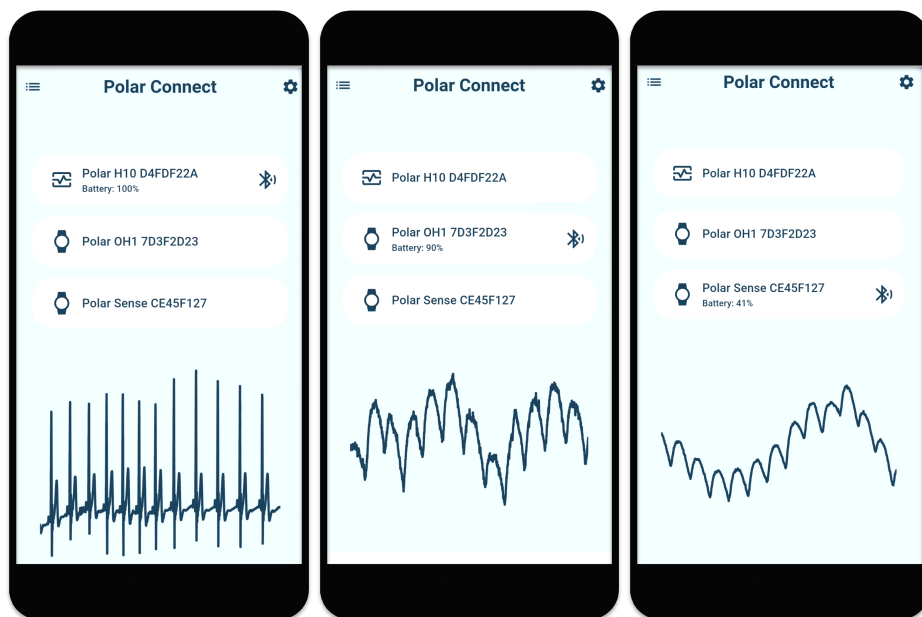 Polar Connect
Polar H10 D4FDF22A
Battery: 100%
Polar OH1 7D3F2D23
Polar Sense CE45F127
Polar Connect
Polar H10 D4FDF22A
Polar OH1 7D3F2D23
Battery: 90%
Polar Sense CE45F127
Polar Connect
Polar H10 D4FDF22A
Polar OH1 7D3F2D23
Polar Sense CE45F127
Battery: 41%